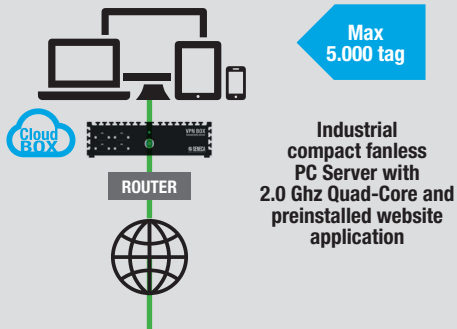 Max
5.000 tag
Cloud
BOX
VPN BOX
SENECA
ROUTER
Industrial
compact fanless
PC Server with
2.0 Ghz Quad-Core and
preinstalled website
application